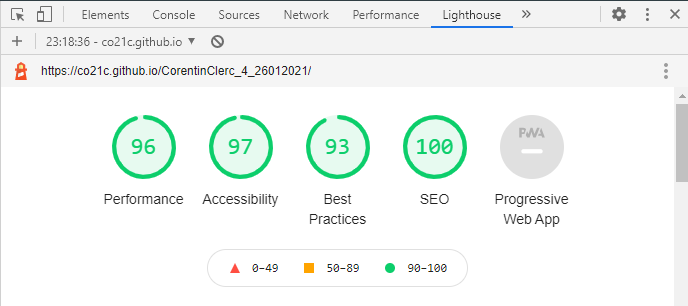 Elements Console Sources Network Performance Lighthouse »
+ 23:18:36 - co21c.github.io ▼
https://co21c.github.io/CorentinClerc_4_26012021/
96 97 93 100 PWA
Performance Accessibility Best Practices SEO Progressive Web App
0–49 50–89 90–100